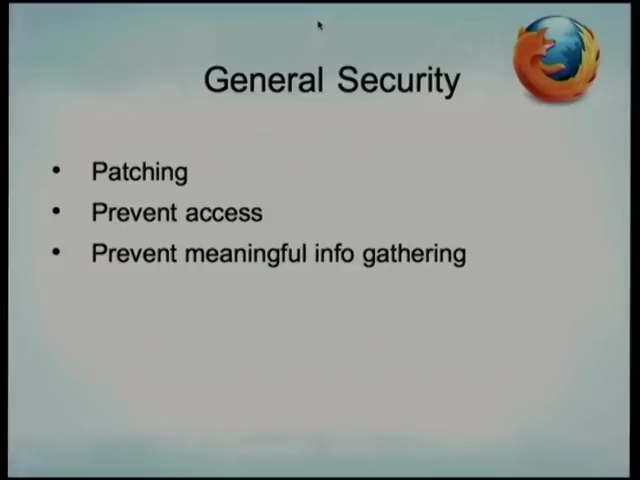 General Security
• Patching
• Prevent access
• Prevent meaningful info gathering